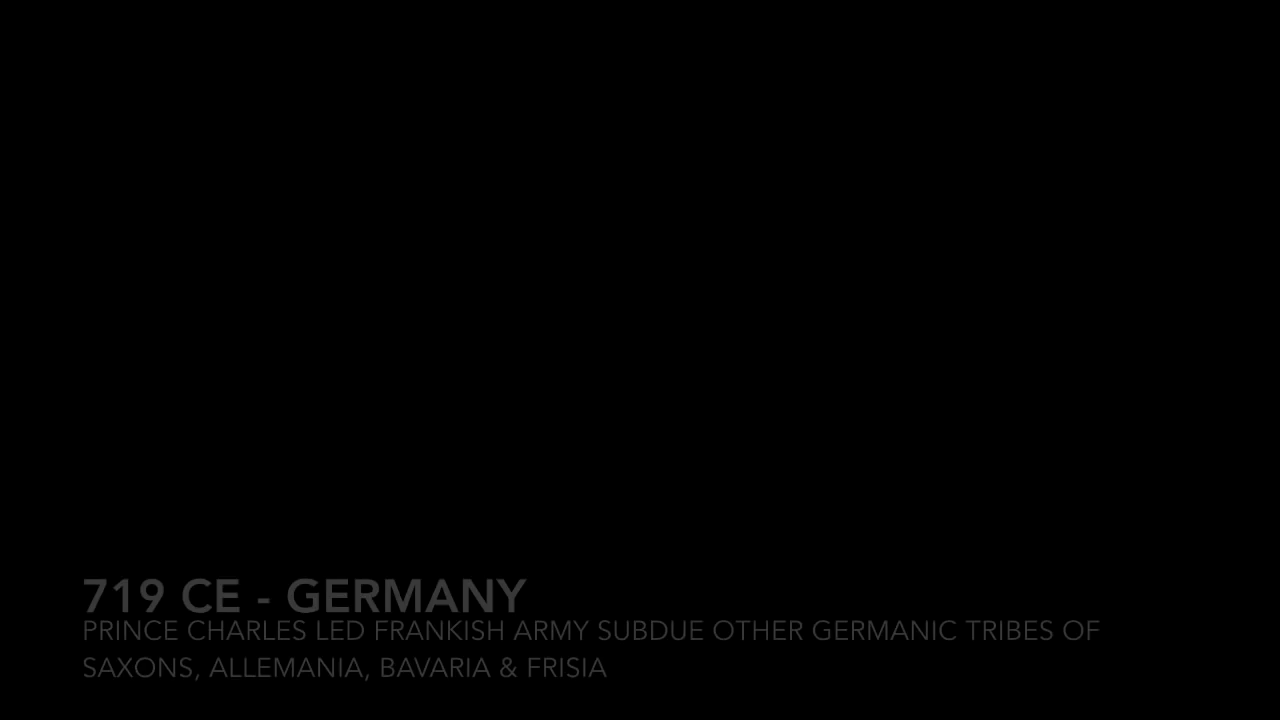 719 CE - GERMANY
PRINCE CHARLES LED FRANKISH ARMY SUBDUE OTHER GERMANIC TRIBES OF
SAXONS, ALLEMANIA, BAVARIA & FRISIA